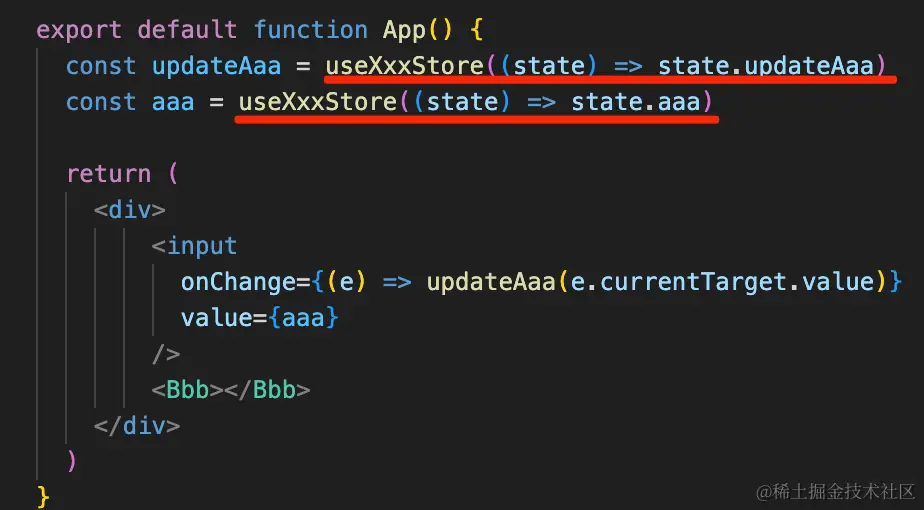 export default function App() {
  const updateAaa = useXxxStore((state) => state.updateAaa)
  const aaa = useXxxStore((state) => state.aaa)
  return (
    <div>
        <input
          onChange={(e) => updateAaa(e.currentTarget.value)}
          value={aaa}
        />
        <Bbb></Bbb>
    </div>
  )
}
@稀土掘金技术社区